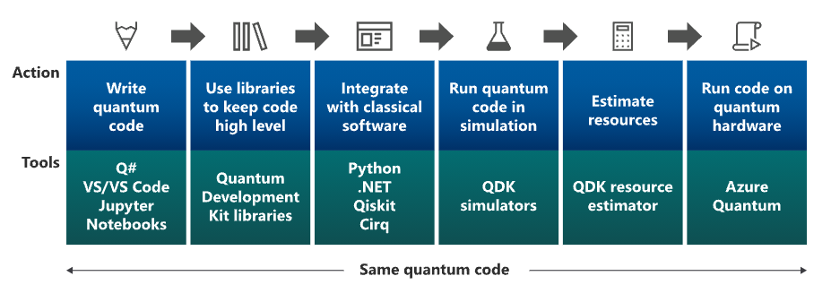 Action
Write
quantum
code
Use libraries
to keep code
high level
Integrate
with classical
software
Run quantum
code in
simulation
Estimate
resources
Run code on
quantum
hardware
Tools
Q#
VS/VS Code
Jupyter
Notebooks
Quantum
Development
Kit libraries
Python
.NET
Qiskit
Cirq
QDK
simulators
QDK resource
estimator
Azure
Quantum
Same quantum code